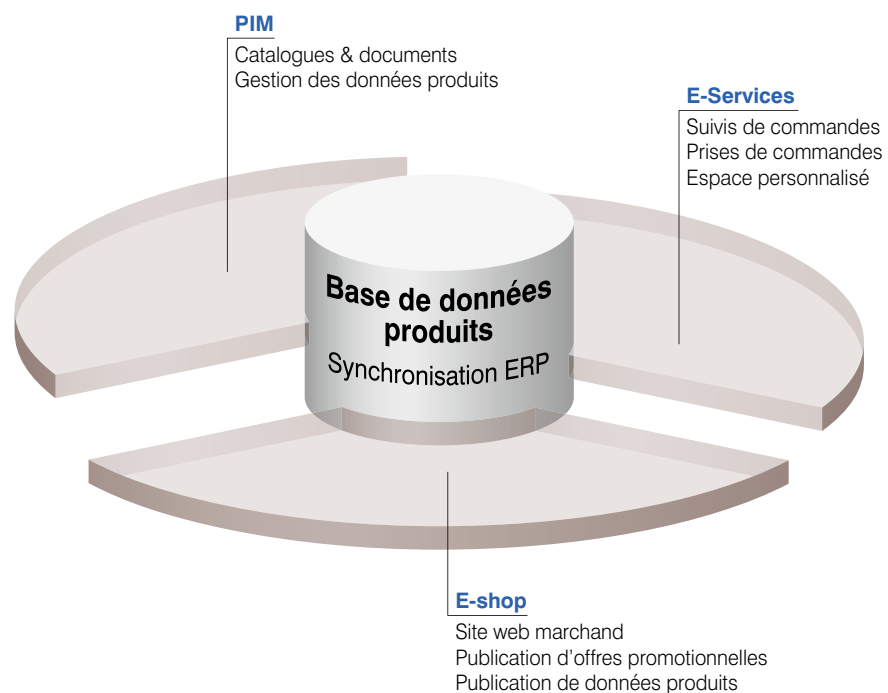 PIM
Catalogues & documents
Gestion des données produits
E-Services
Suivis de commandes
Prises de commandes
Espace personnalisé
Base de données
produits
Synchronisation ERP
E-shop
Site web marchand
Publication d'offres promotionnelles
Publication de données produits